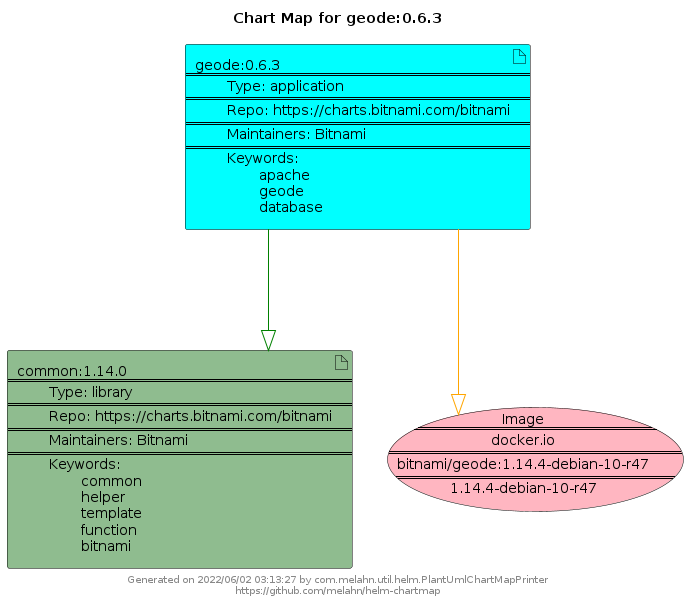 Chart Map for geode:0.6.3
geode:0.6.3
Type: application
Repo: https://charts.bitnami.com/bitnami
Maintainers: Bitnami
Keywords:
apache
geode
database
common:1.14.0
Type: library
Repo: https://charts.bitnami.com/bitnami
Maintainers: Bitnami
Keywords:
common
helper
template
function
bitnami
Image
docker.io
bitnami/geode:1.14.4-debian-10-r47
1.14.4-debian-10-r47
Generated on 2022/06/02 03:13:27 by com.melahn.util.helm.PlantUmlChartMapPrinter
https://github.com/melahn/helm-chartmap